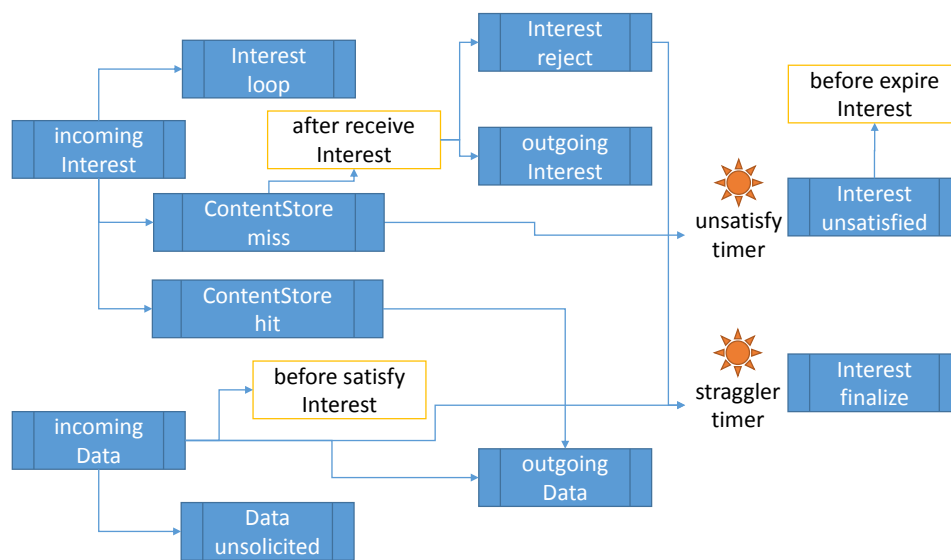 Interest
loop
Interest
reject
before expire
Interest
incoming
Interest
after receive
Interest
outgoing
Interest
ContentStore
miss
unsatisfy
timer
Interest
unsatisfied
ContentStore
hit
before satisfy
Interest
straggler
timer
Interest
finalize
incoming
Data
outgoing
Data
Data
unsolicited